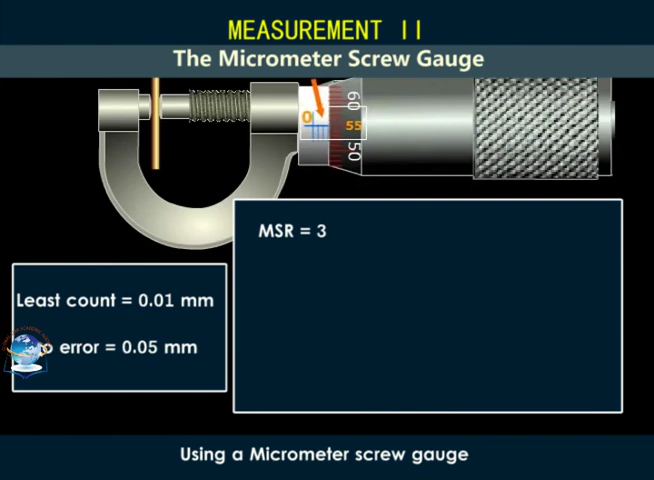 MEASUREMENT II
The Micrometer Screw Gauge
60
0
55
50
MSR = 3
Least count = 0.01 mm
o error = 0.05 mm
Using a Micrometer screw gauge